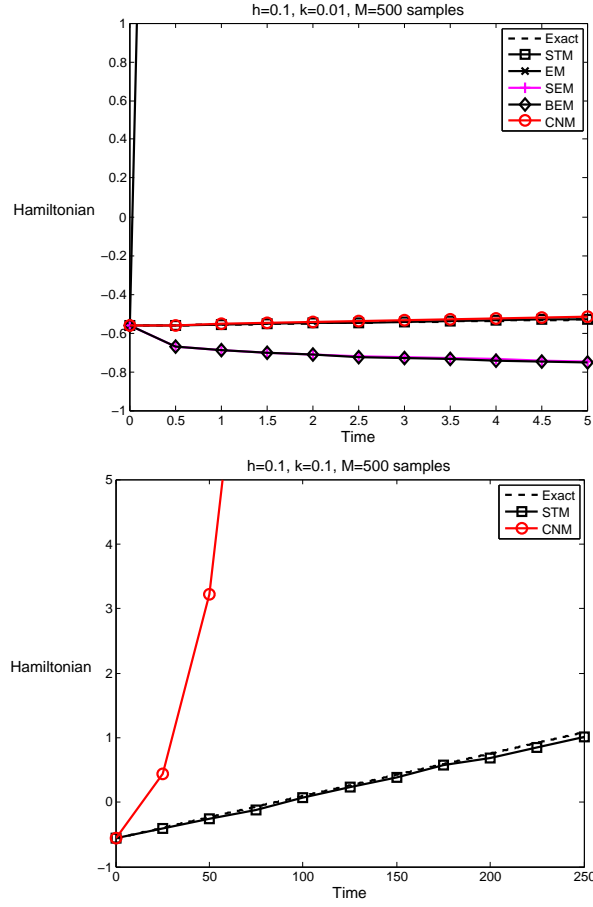 h=0.1, k=0.01, M=500 samples
Exact
STM
EM
SEM
BEM
CNM
Hamiltonian
1
0.8
0.6
0.4
0.2
0
−0.2
−0.4
−0.6
−0.8
−1
0 0.5 1 1.5 2 2.5 3 3.5 4 4.5 5
Time
h=0.1, k=0.1, M=500 samples
Exact
STM
CNM
Hamiltonian
5
4
3
2
1
0
−1
0 50 100 150 200 250
Time